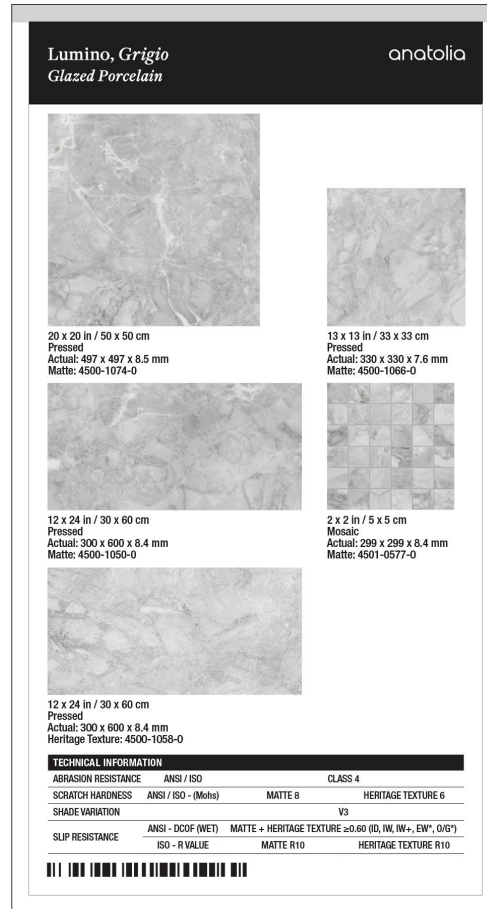 Lumino, Grigio
Glazed Porcelain
anatolia
20 x 20 in / 50 x 50 cm
Pressed
Actual: 497 x 497 x 8.5 mm
Matte: 4500-1074-0
13 x 13 in / 33 x 33 cm
Pressed
Actual: 330 x 330 x 7.6 mm
Matte: 4500-1066-0
12 x 24 in / 30 x 60 cm
Pressed
Actual: 300 x 600 x 8.4 mm
Matte: 4500-1050-0
2 x 2 in / 5 x 5 cm
Mosaic
Actual: 299 x 299 x 8.4 mm
Matte: 4501-0577-0
12 x 24 in / 30 x 60 cm
Pressed
Actual: 300 x 600 x 8.4 mm
Heritage Texture: 4500-1058-0
TECHNICAL INFORMATION
ABRASION RESISTANCE ANSI / ISO CLASS 4
SCRATCH HARDNESS ANSI / ISO - (Mohs) MATTE 8 HERITAGE TEXTURE 6
SHADE VARIATION V3
SLIP RESISTANCE ANSI - DCOF (WET) MATTE + HERITAGE TEXTURE ≥0.60 (ID, IW, IW+, EW*, O/G*)
ISO - R VALUE MATTE R10 HERITAGE TEXTURE R10